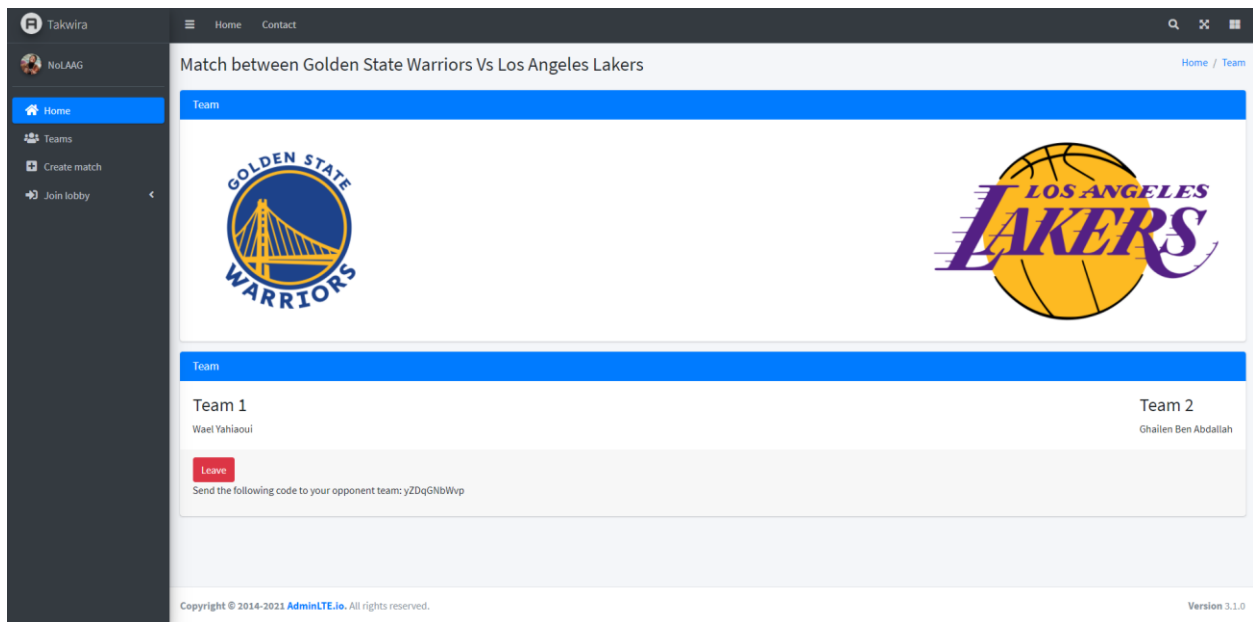 Takwira
Home Contact
NoLAAG
Home
Teams
Create match
Join lobby
Match between Golden State Warriors Vs Los Angeles Lakers
Home / Team
Team
GOLDEN STATE
WARRIORS
LOS ANGELES
LAKERS
Team
Team 1
Wael Yahiaoui
Team 2
Ghailen Ben Abdallah
Leave
Send the following code to your opponent team: yZDqGNbWvp
Copyright © 2014-2021 AdminLTE.io. All rights reserved.
Version 3.1.0